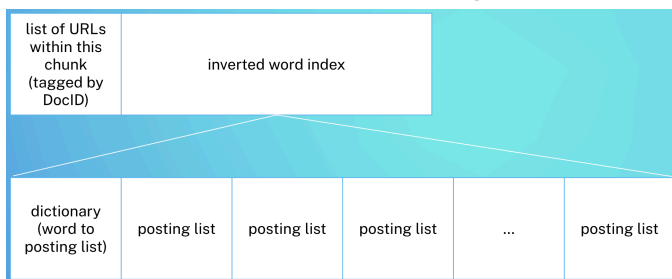 list of URLs
within this
chunk
(tagged by
DocID)
inverted word index
dictionary
(word to
posting list)
posting list
posting list
posting list
...
posting list